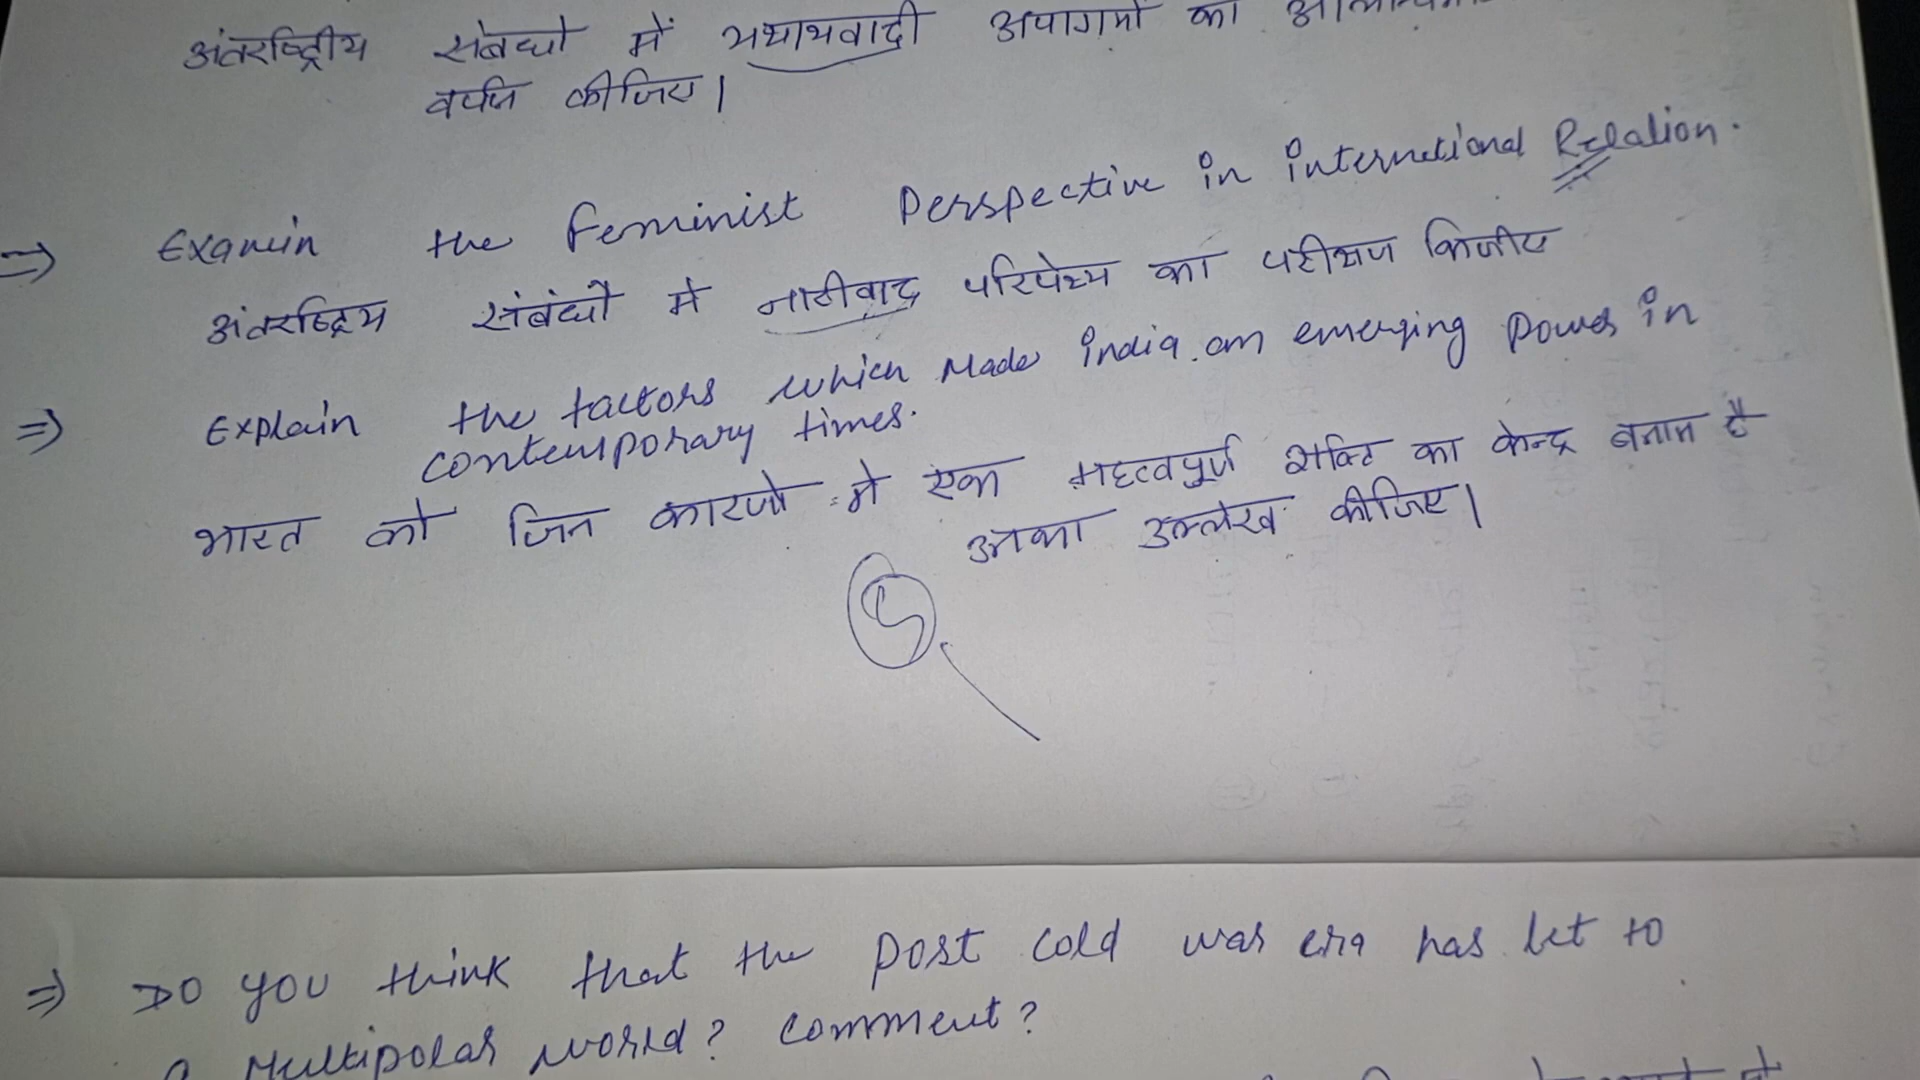 अंतरष्ट्रिीय संबंधो में यथार्थवादी उपागमों का
वर्णन कीजिए।
⇒ Examin the feminist Perspective in international Relation.
अंतरष्ट्रिय संबंधों मे नारीवाद परिपेक्ष्य का परीक्षण किजीए
⇒ Explain the factors which Made india an emerging Power in
contemporary times.
भारत को जिन कारणो मे एक महत्वपूर्ण शक्ति का केन्द्र बनाता है
उनका उल्लेख कीजिए।
⇒ Do you think that the Post cold war era has let to
a Multipolar world? Comment?